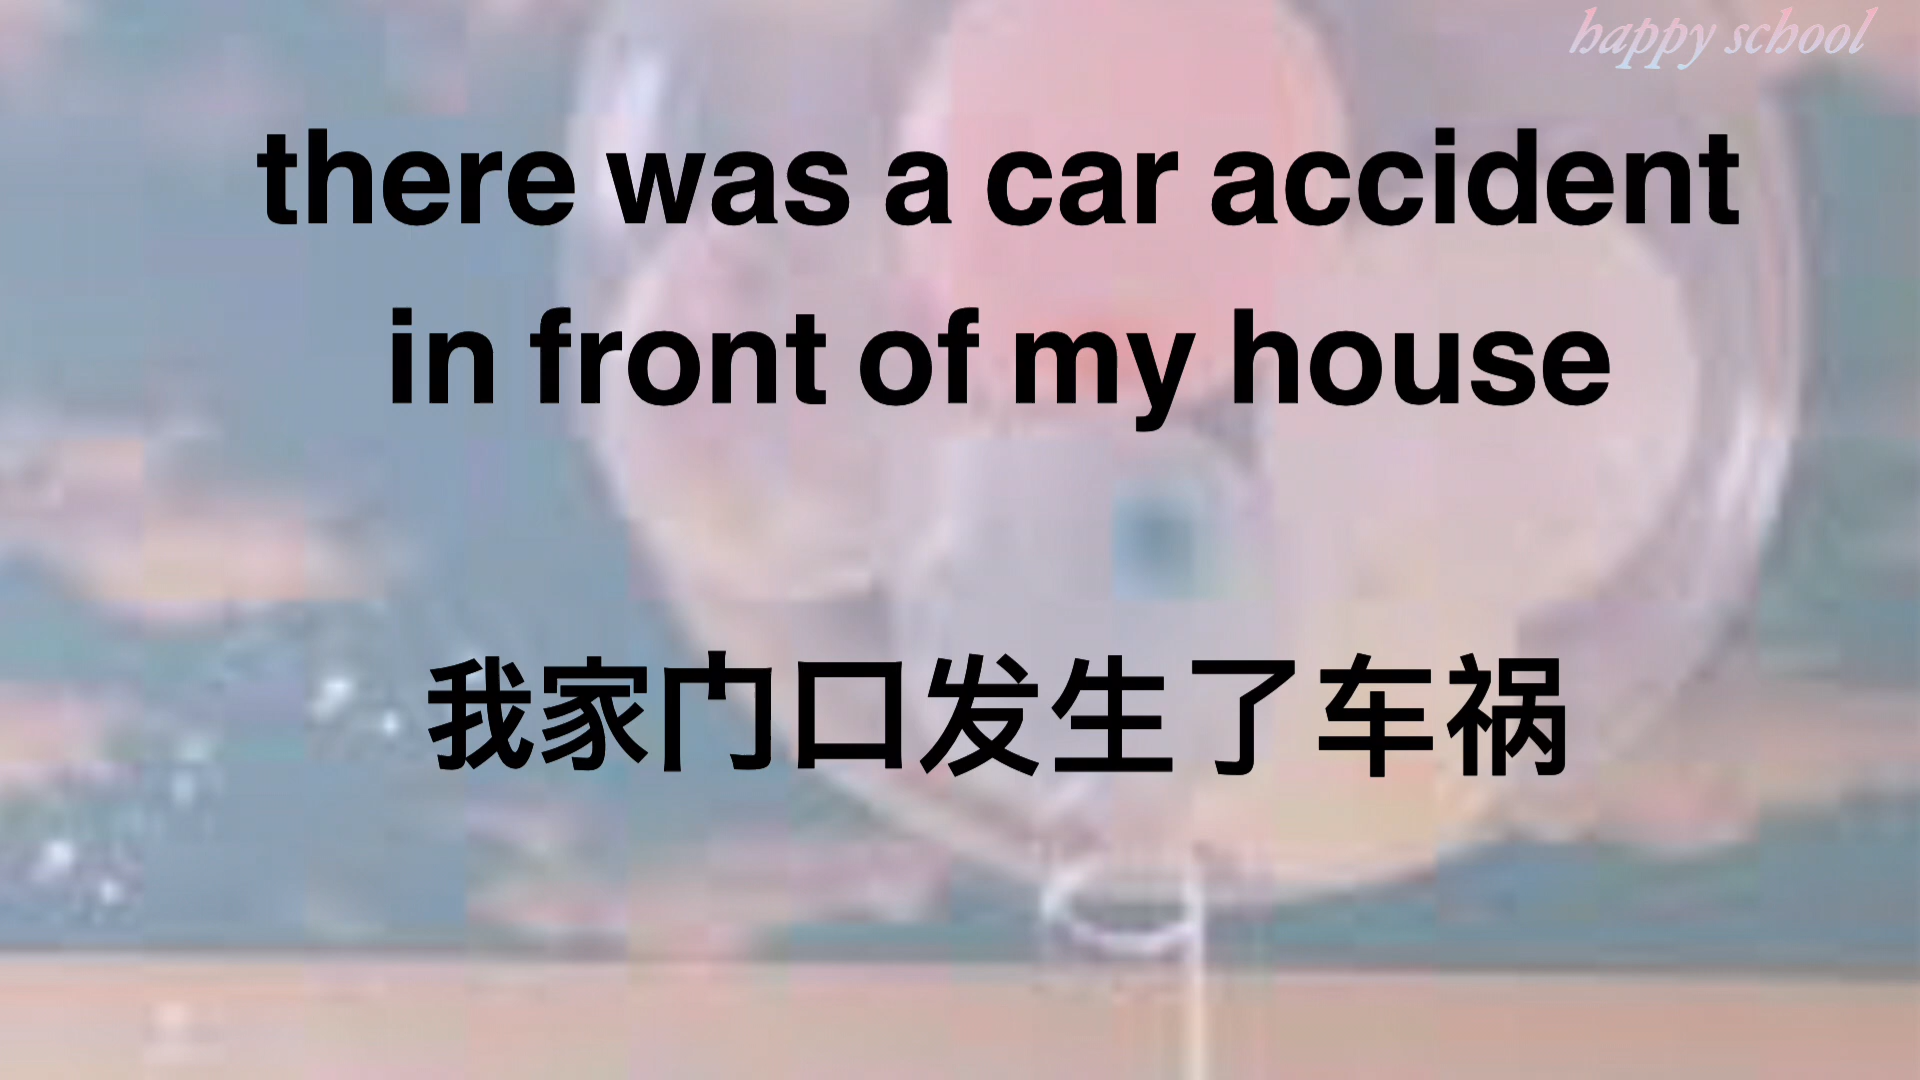 happy school
there was a car accident
in front of my house
我家门口发生了车祸